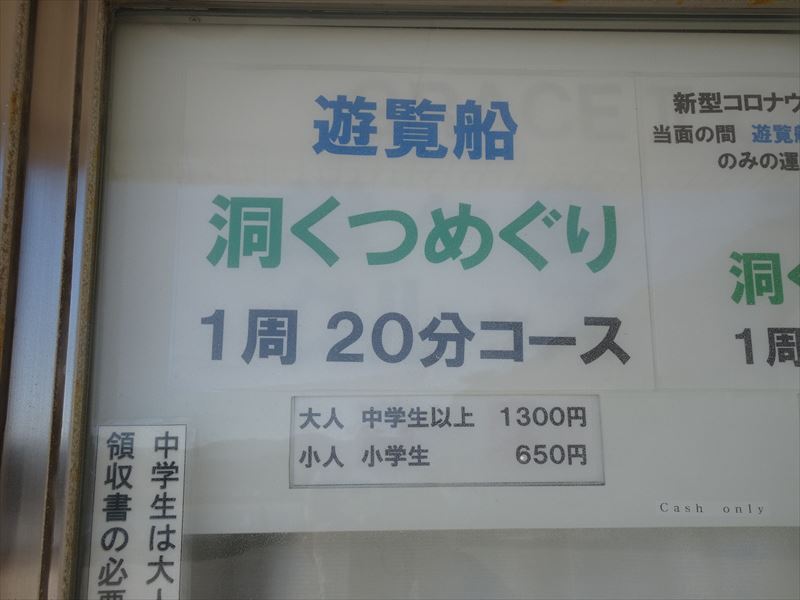 遊覧船
洞くつめぐり
1周 20分コース
大人 中学生以上 1300円
小人 小学生 650円
Cash only
新型コロナウ
当面の間 遊覧船
のみの運
洞く
1周
中学生は大人
領収書の必要